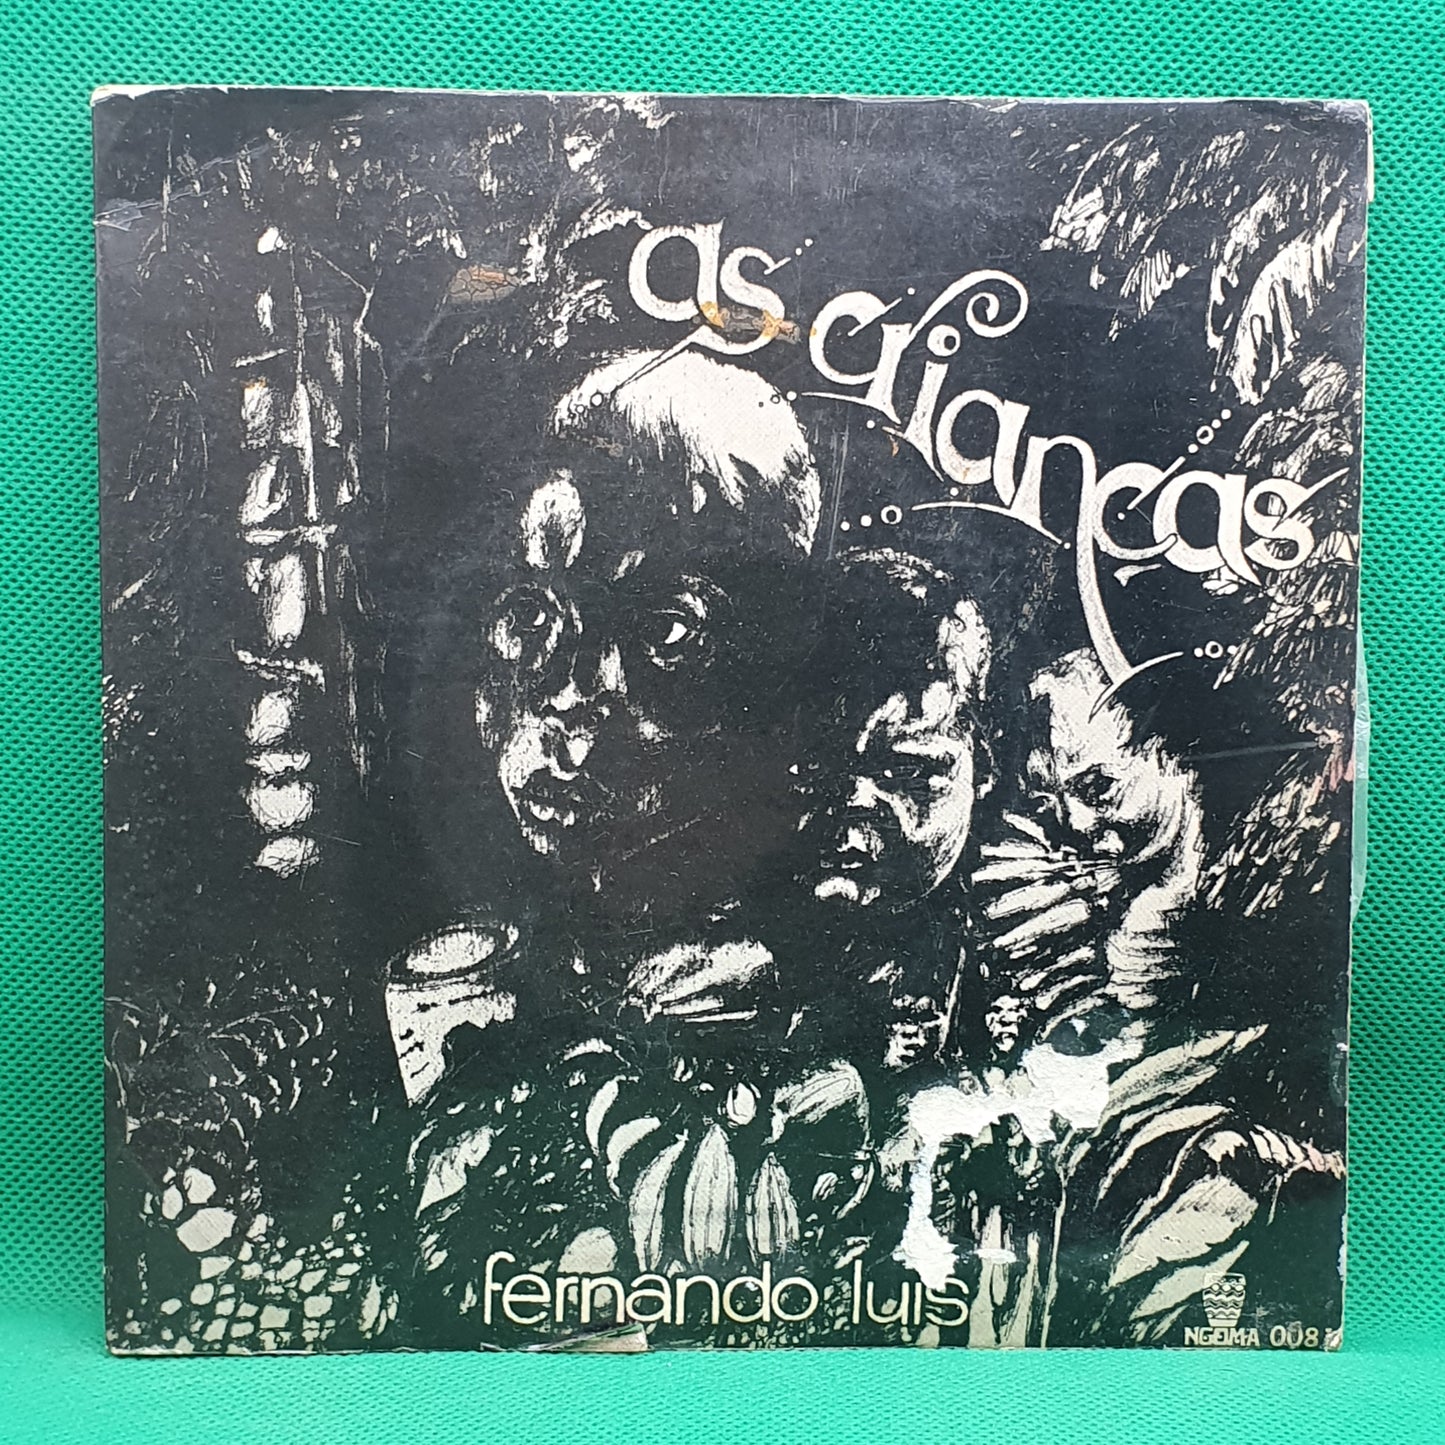 as crianças
fernando luis
NGOMA 008